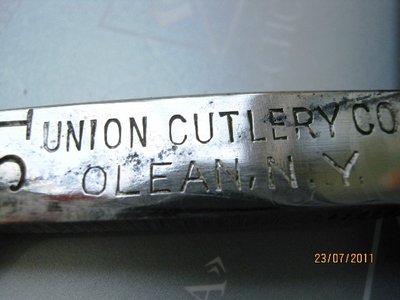 UNION CUTLERY CO
OLEAN, N.Y.
23/07/2011